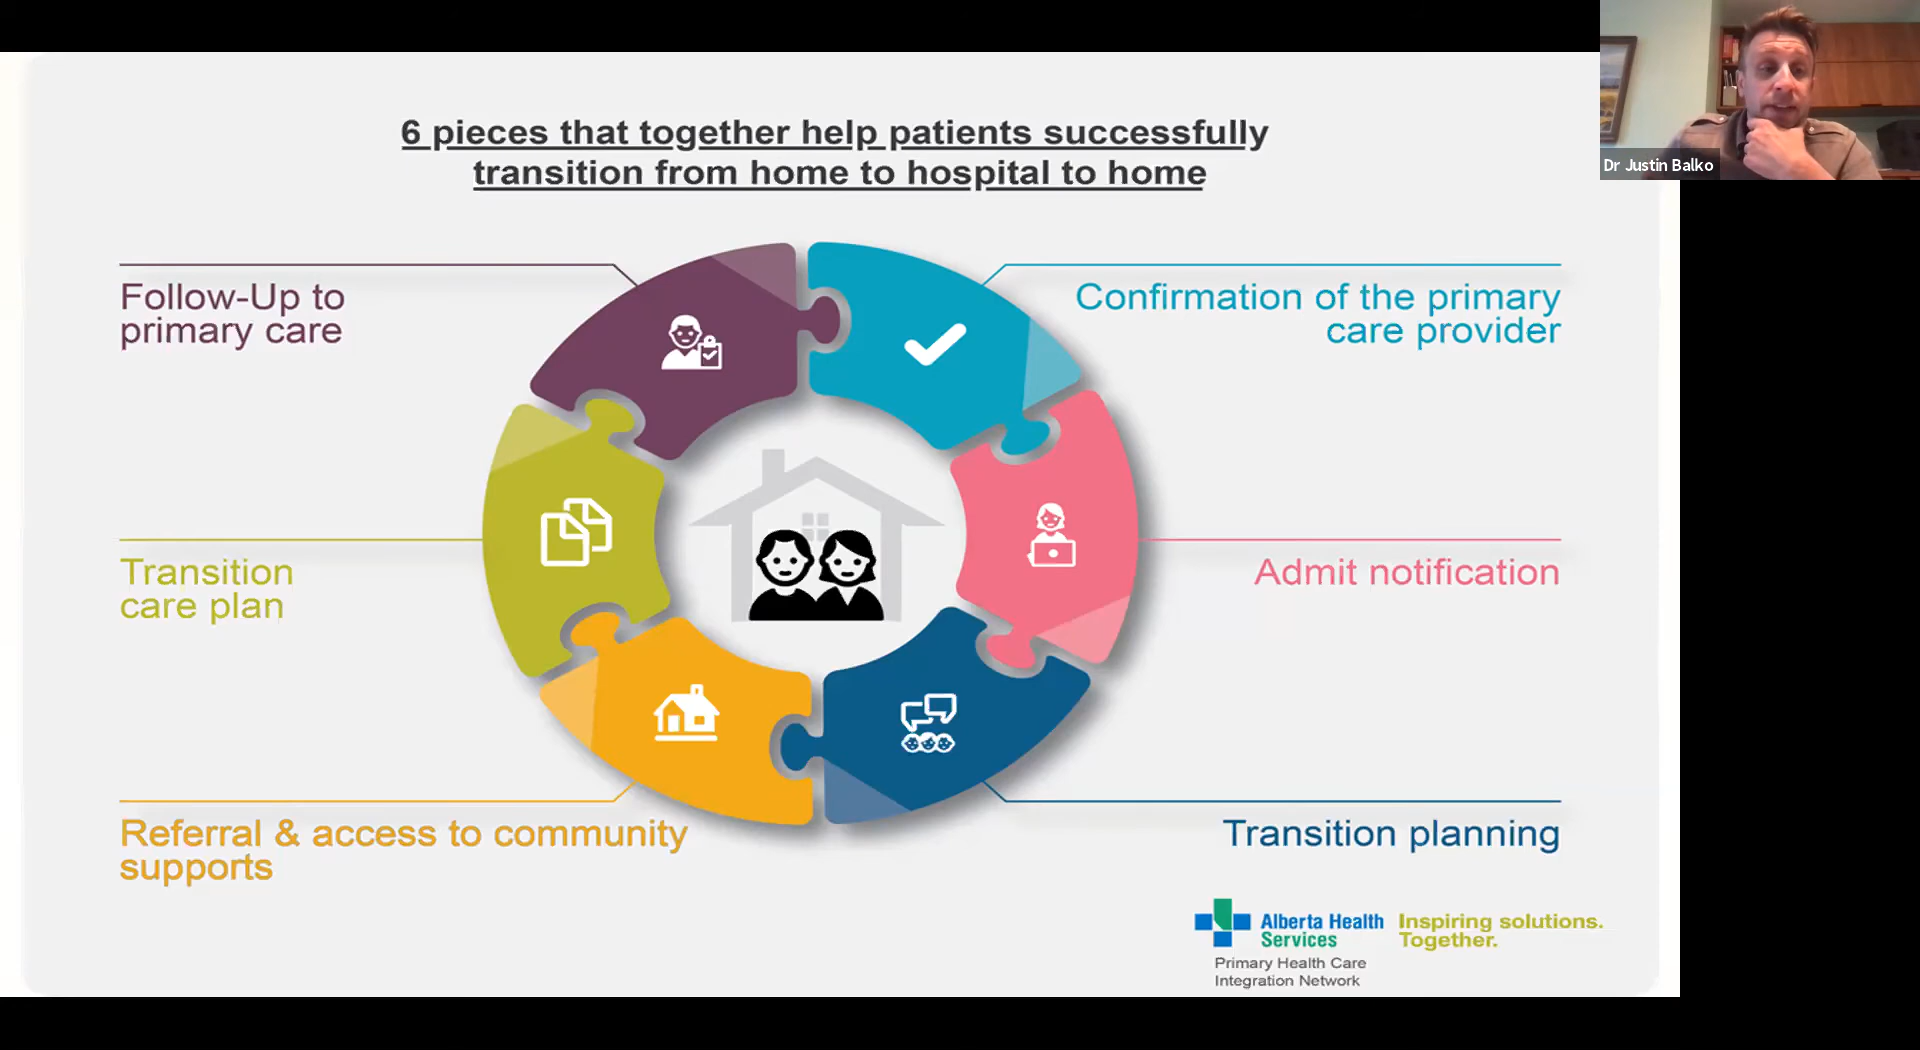 6 pieces that together help patients successfully
transition from home to hospital to home
Dr Justin Balko
Follow-Up to
primary care
Confirmation of the primary
care provider
Transition
care plan
Admit notification
Referral & access to community
supports
Transition planning
Alberta Health
Services
Inspiring solutions.
Together.
Primary Health Care
Integration Network